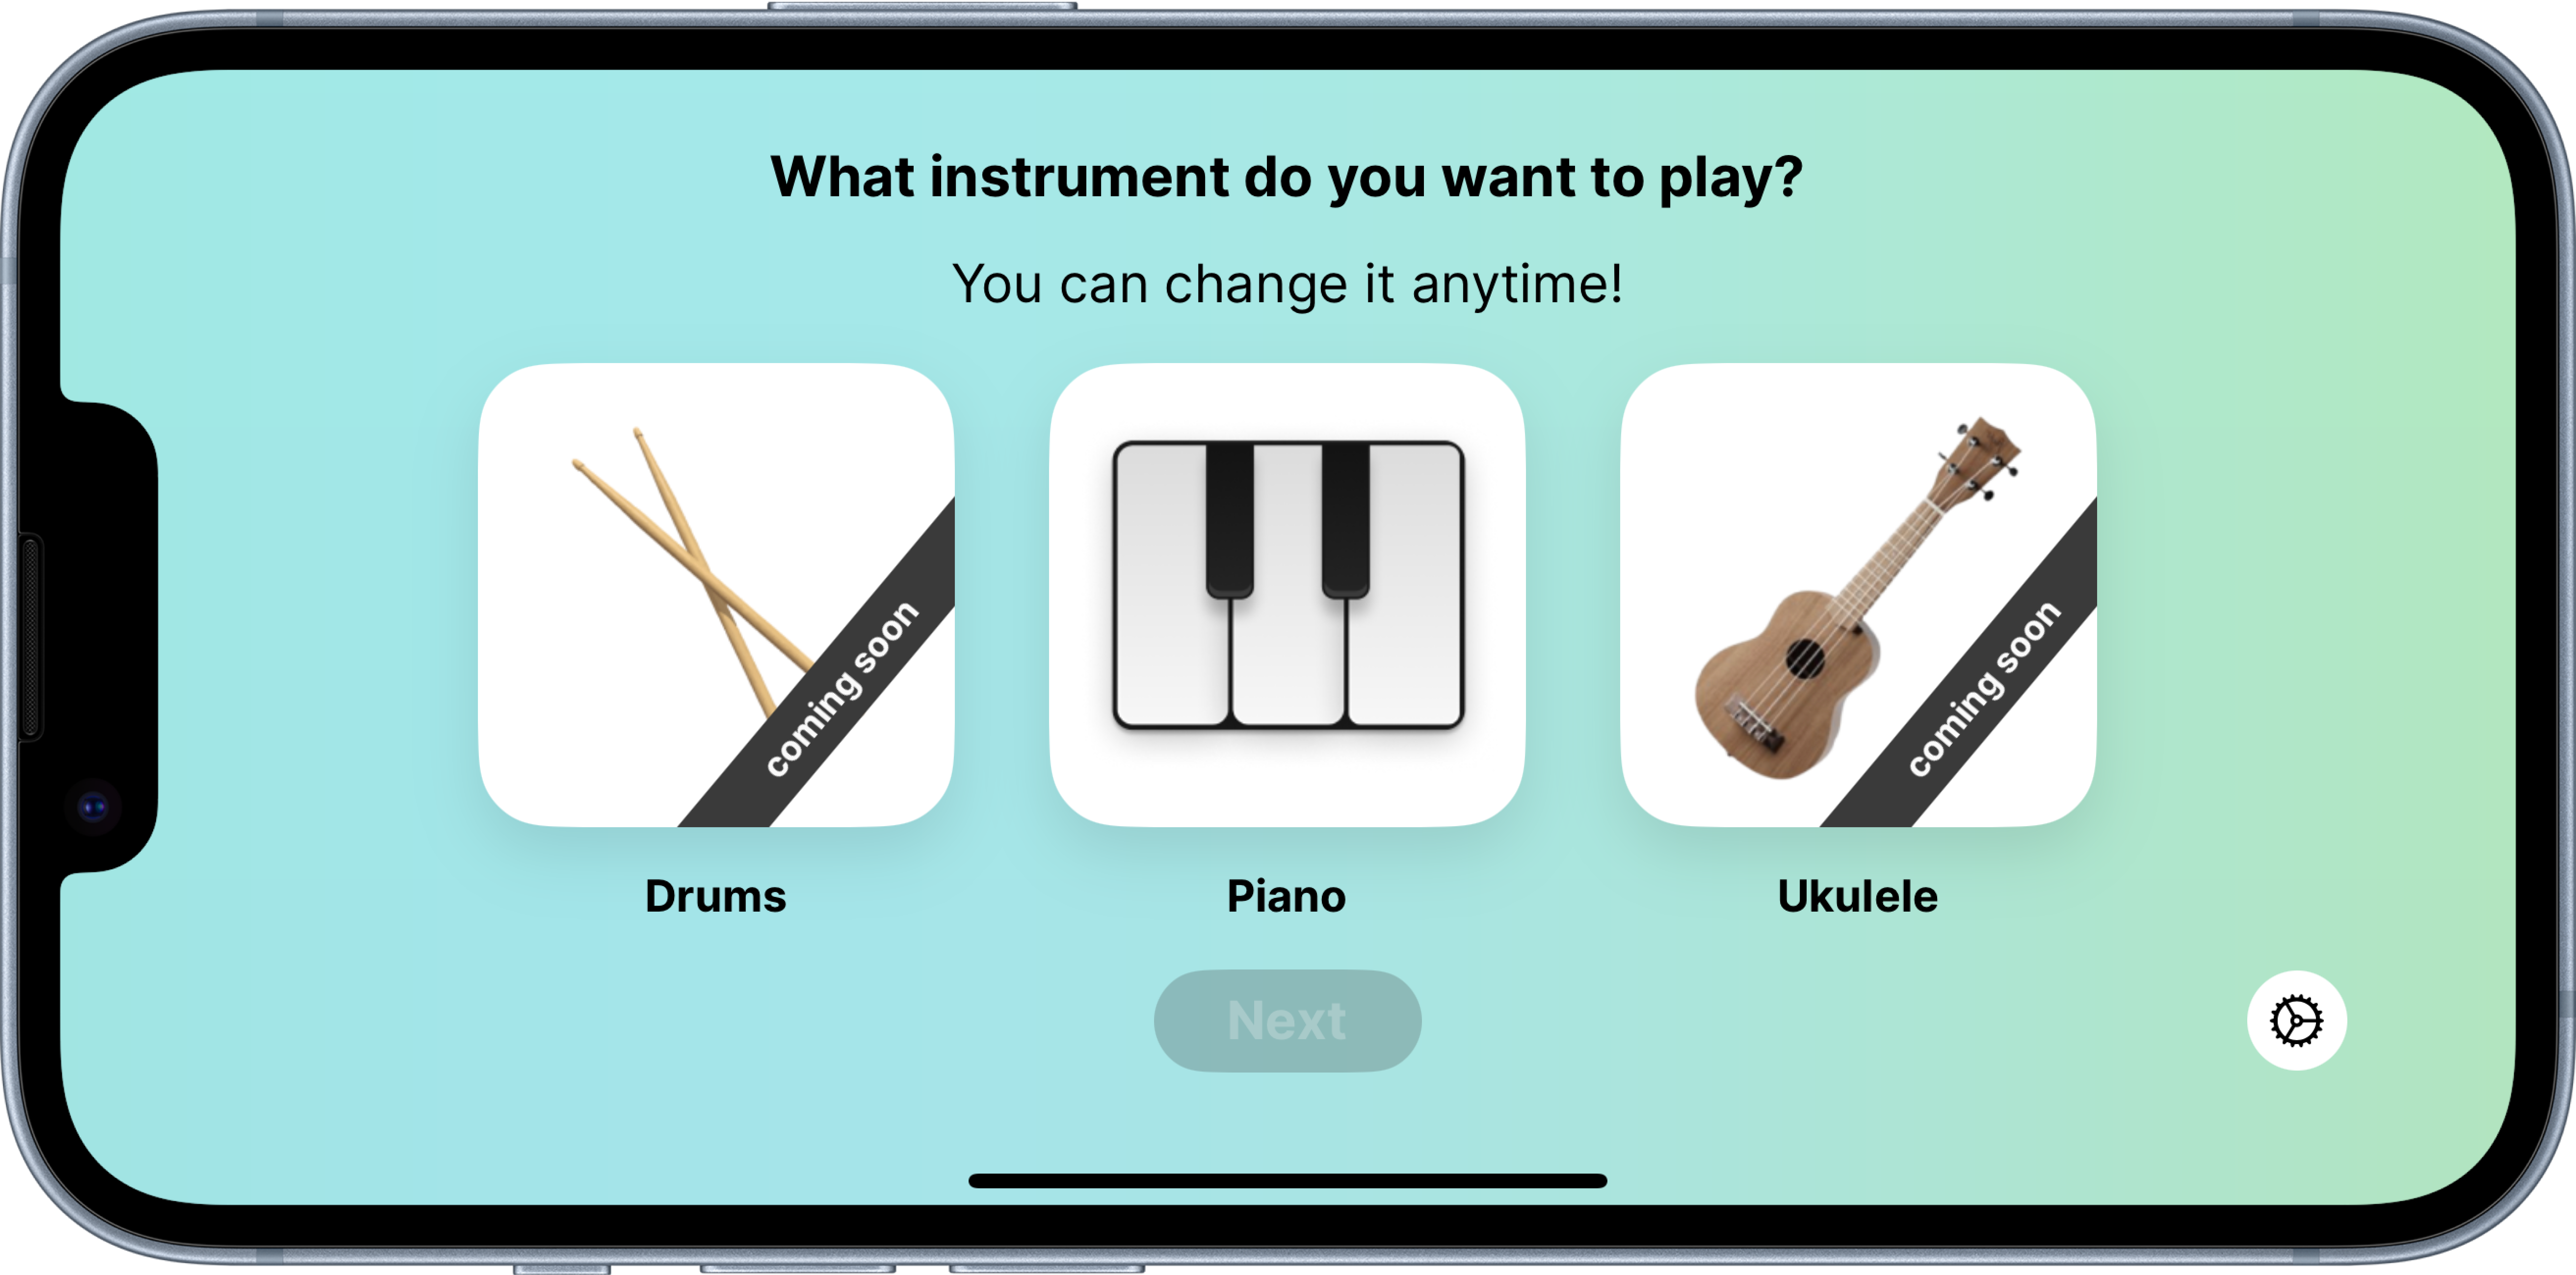 What instrument do you want to play?
You can change it anytime!
coming soon
coming soon
Drums
Piano
Ukulele
Next